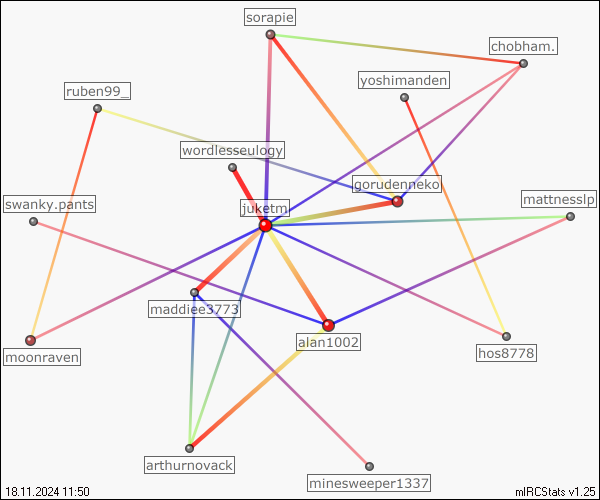 sorapie
chobham.
yoshimanden
ruben99_
wordlesseulogy
gorudenneko
mattnesslp
swanky.pants
juketm
maddiee3773
alan1002
moonraven
hos8778
arthurnovack
minesweeper1337
18.11.2024 11:50
mIRCStats v1.25